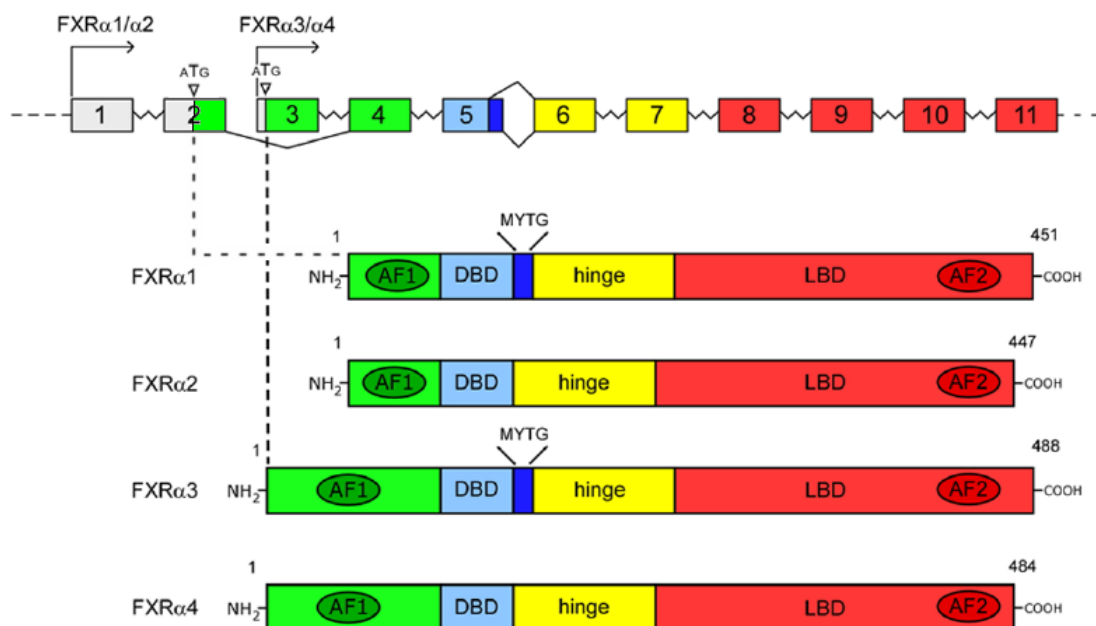 FXRα1/α2 FXRα3/α4
ATG ATG
1 2 3 4 5 6 7 8 9 10 11
MYTG
1 451
FXRα1 NH2 AF1 DBD hinge LBD AF2 COOH
1 447
FXRα2 NH2 AF1 DBD hinge LBD AF2 COOH
MYTG
1 488
FXRα3 NH2 AF1 DBD hinge LBD AF2 COOH
1 484
FXRα4 NH2 AF1 DBD hinge LBD AF2 COOH